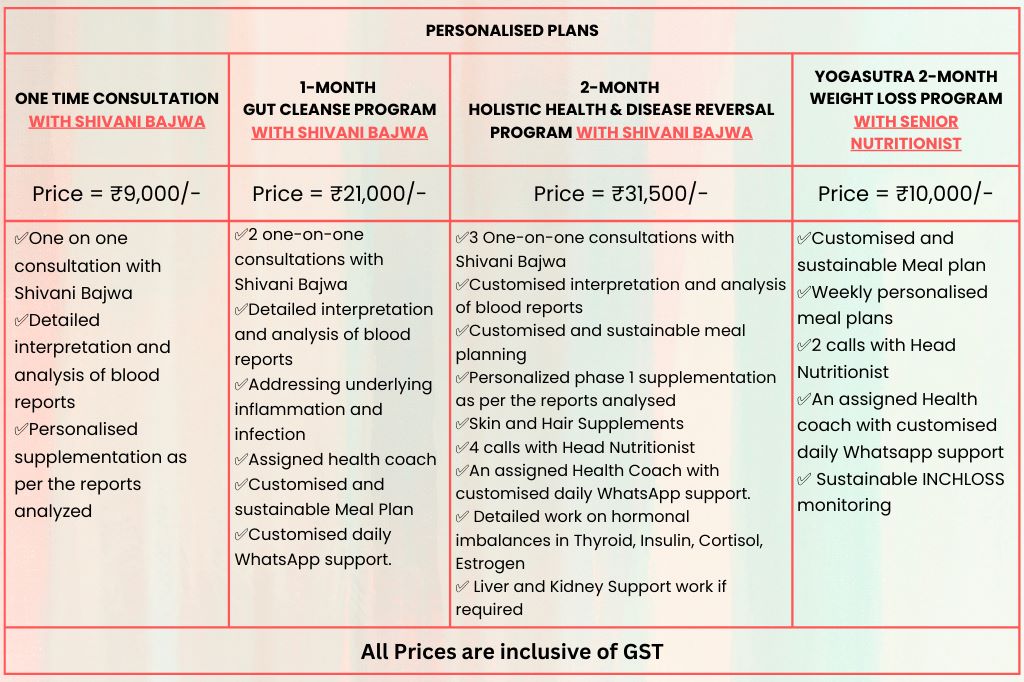 PERSONALISED PLANS
ONE TIME CONSULTATION
WITH SHIVANI BAJWA
1-MONTH
GUT CLEANSE PROGRAM
WITH SHIVANI BAJWA
2-MONTH
HOLISTIC HEALTH & DISEASE REVERSAL
PROGRAM WITH SHIVANI BAJWA
YOGASUTRA 2-MONTH
WEIGHT LOSS PROGRAM
WITH SENIOR
NUTRITIONIST
Price = ₹9,000/-
Price = ₹21,000/-
Price = ₹31,500/-
Price = ₹10,000/-
✅One on one
consultation with
Shivani Bajwa
✅Detailed
interpretation and
analysis of blood
reports
✅Personalised
supplementation as
per the reports
analyzed
✅2 one-on-one
consultations with
Shivani Bajwa
✅Detailed interpretation
and analysis of blood
reports
✅Addressing underlying
inflammation and
infection
✅Assigned health coach
✅Customised and
sustainable Meal Plan
✅Customised daily
WhatsApp support.
✅3 One-on-one consultations with
Shivani Bajwa
✅Customised interpretation and analysis
of blood reports
✅Customised and sustainable meal
planning
✅Personalized phase 1 supplementation
as per the reports analysed
✅Skin and Hair Supplements
✅4 calls with Head Nutritionist
✅An assigned Health Coach with
customised daily WhatsApp support.
✅ Detailed work on hormonal
imbalances in Thyroid, Insulin, Cortisol,
Estrogen
✅ Liver and Kidney Support work if
required
✅Customised and
sustainable Meal plan
✅Weekly personalised
meal plans
✅2 calls with Head
Nutritionist
✅An assigned Health
coach with customised
daily Whatsapp support
✅ Sustainable INCHLOSS
monitoring
All Prices are inclusive of GST